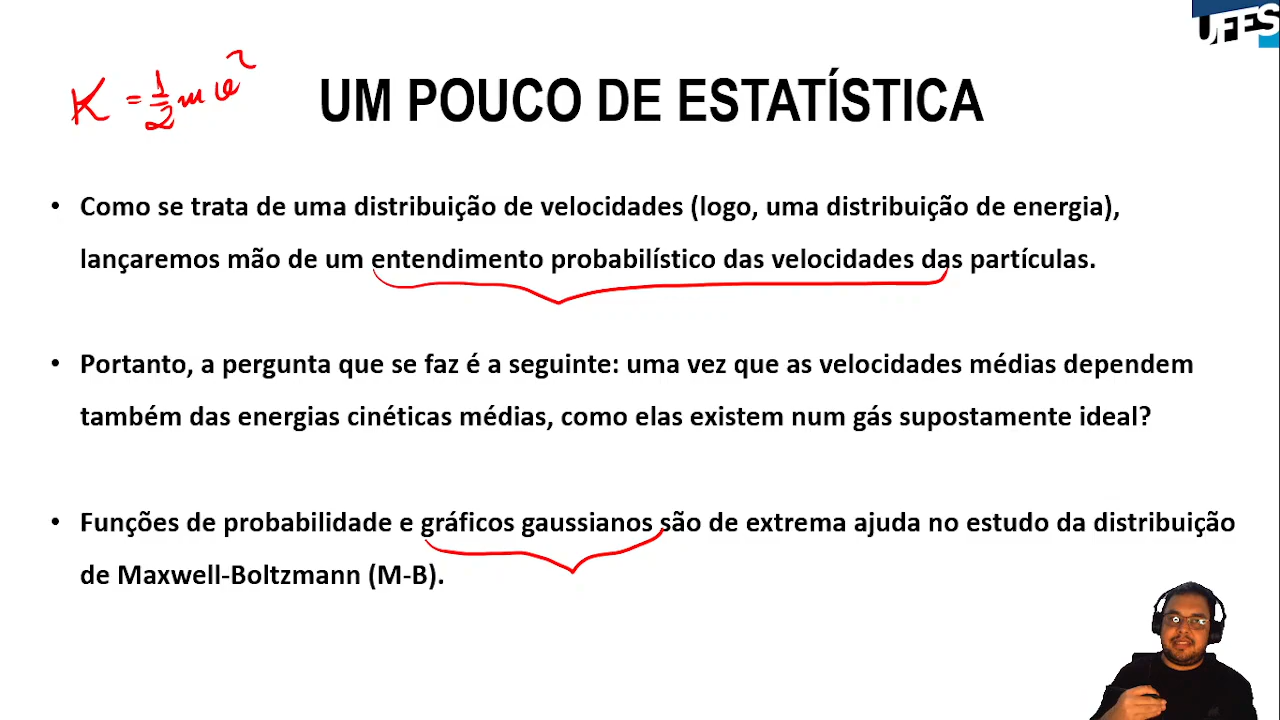 UFES
K = 1/2 mv²
UM POUCO DE ESTATÍSTICA
• Como se trata de uma distribuição de velocidades (logo, uma distribuição de energia),
lançaremos mão de um entendimento probabilístico das velocidades das partículas.
• Portanto, a pergunta que se faz é a seguinte: uma vez que as velocidades médias dependem
também das energias cinéticas médias, como elas existem num gás supostamente ideal?
• Funções de probabilidade e gráficos gaussianos são de extrema ajuda no estudo da distribuição
de Maxwell-Boltzmann (M-B).